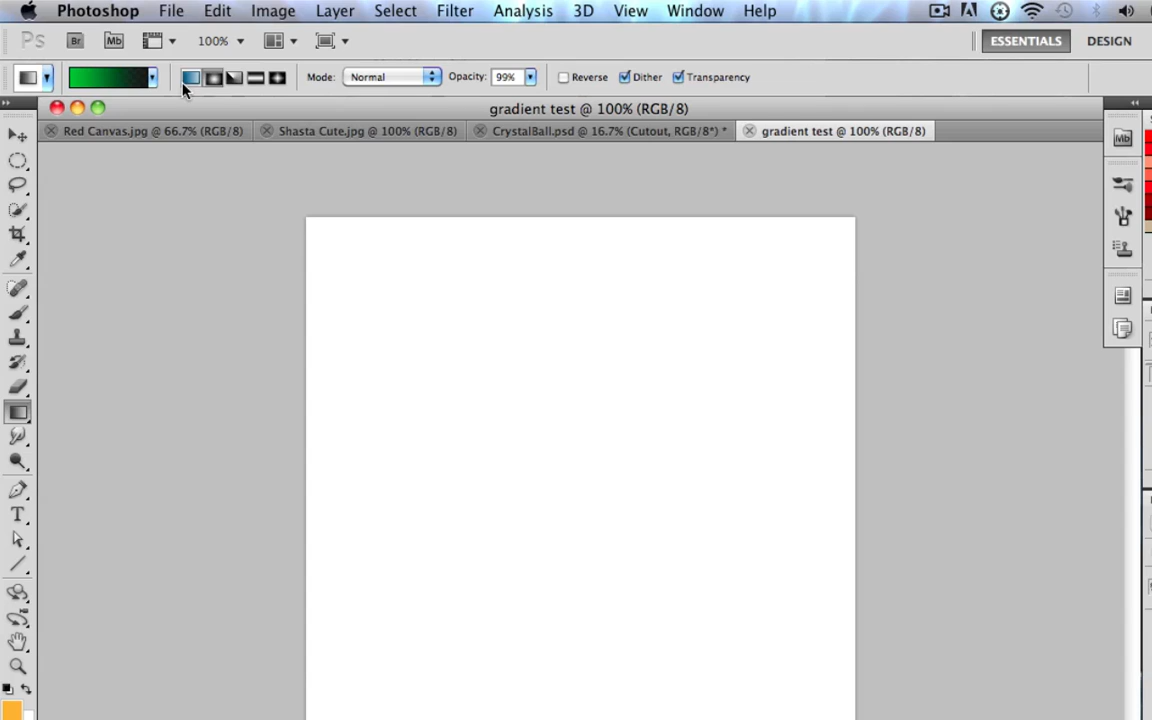 Photoshop File Edit Image Layer Select Filter Analysis 3D View Window Help
Ps Br Mb 100% ESSENTIALS DESIGN
Mode: Normal Opacity: 99% Reverse Dither Transparency
gradient test @ 100% (RGB/8)
Red Canvas.jpg @ 66.7% (RGB/8) Shasta Cute.jpg @ 100% (RGB/8) CrystalBall.psd @ 16.7% (Cutout, RGB/8*) * gradient test @ 100% (RGB/8)
Mb
T